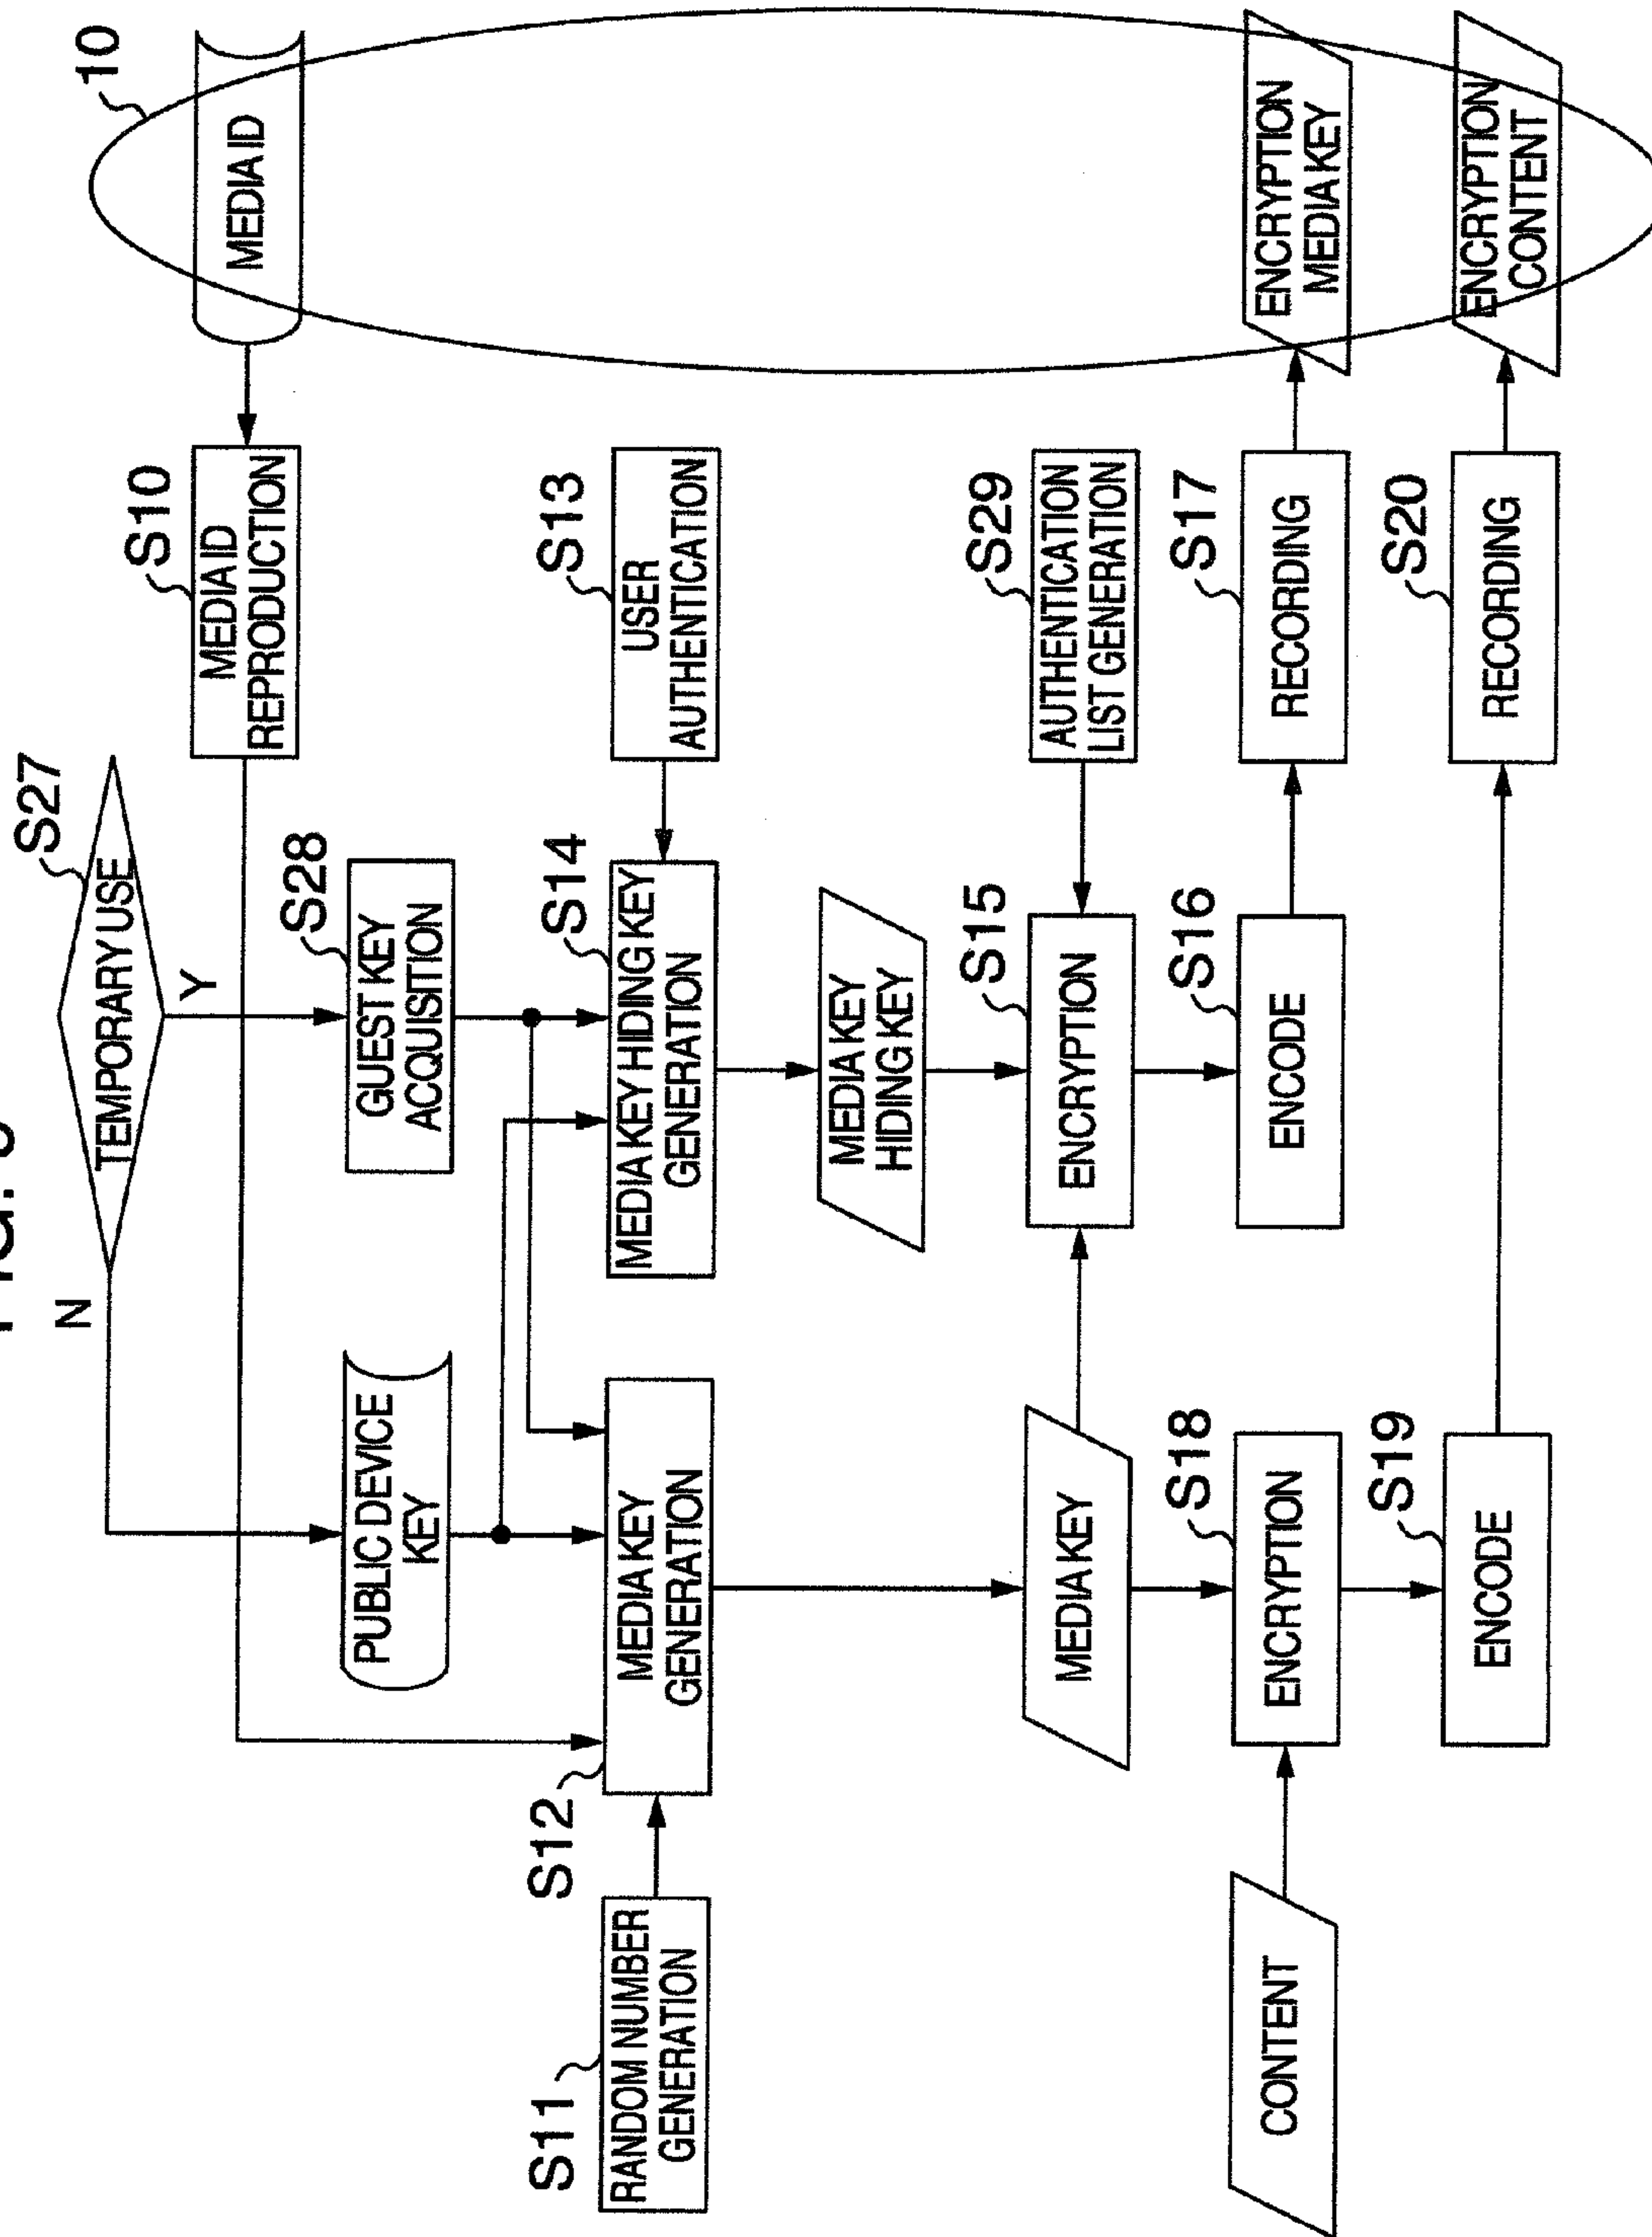 FIG.
S27
TEMPORARY USE
N
Y
10
S10
MEDIA ID
REPRODUCTION
MEDIA ID
PUBLIC DEVICE
KEY
S28
GUEST KEY
ACQUISITION
S11
RANDOM NUMBER
GENERATION
S12
MEDIA KEY
GENERATION
S14
MEDIA KEY HIDING KEY
GENERATION
S13
USER
AUTHENTICATION
MEDIA KEY
HIDING KEY
MEDIA KEY
S15
ENCRYPTION
S29
AUTHENTICATION
LIST GENERATION
CONTENT
S18
ENCRYPTION
S16
ENCODE
S17
RECORDING
ENCRYPTION
MEDIA KEY
S19
ENCODE
S20
RECORDING
ENCRYPTION
CONTENT